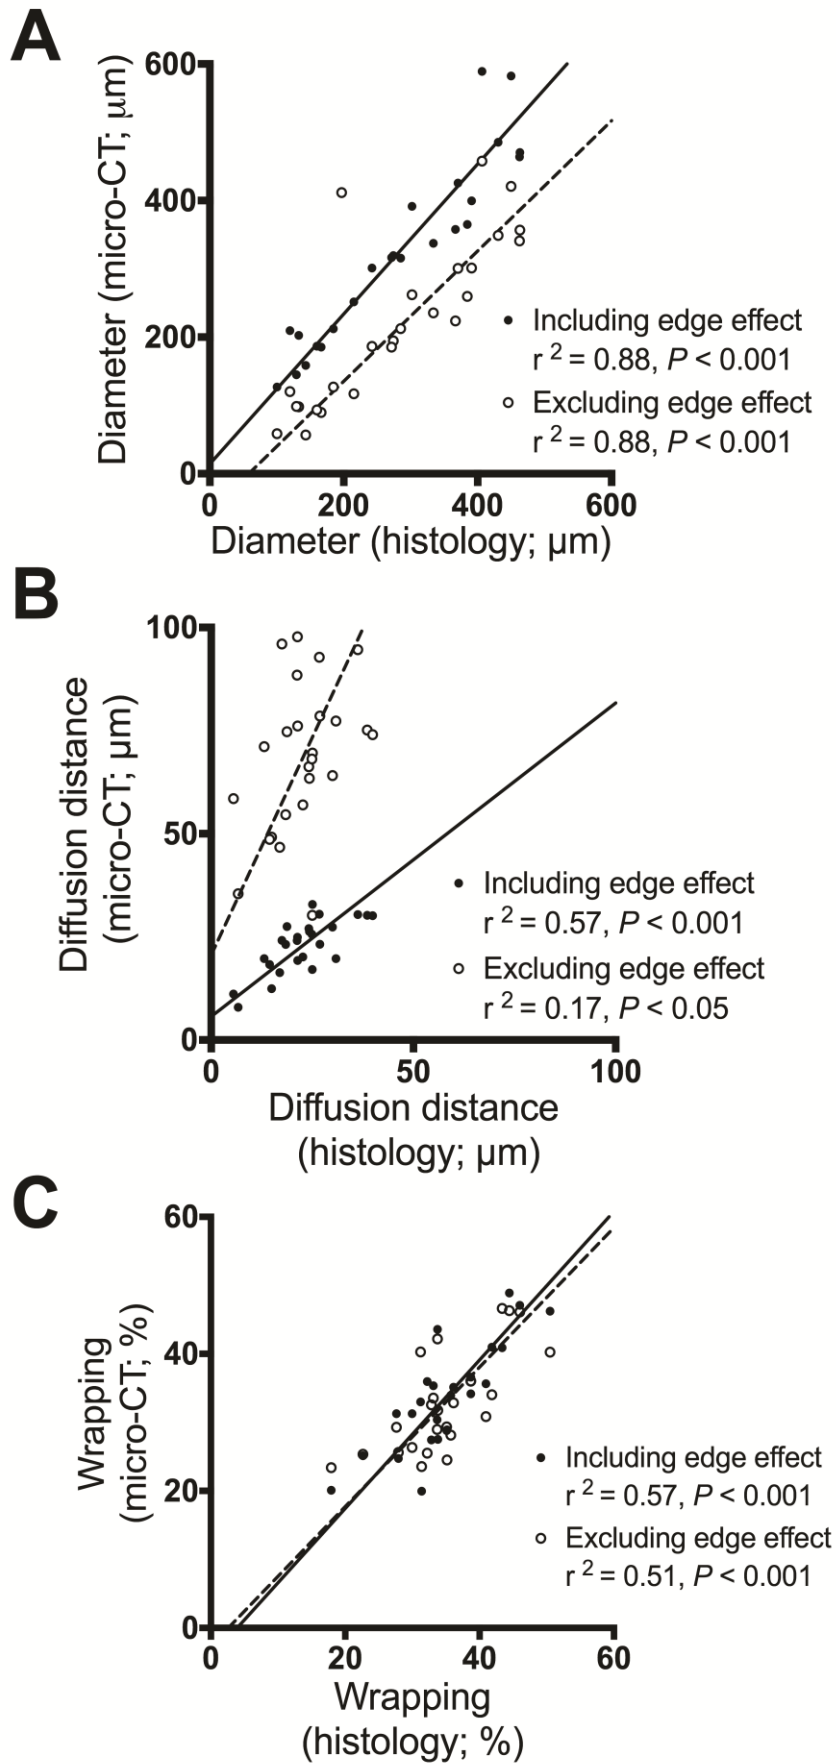 A
600
400
200
0
0 200 400 600
Diameter (micro-CT; μm)
Diameter (histology; μm)
Including edge effect
r ² = 0.88, P < 0.001
Excluding edge effect
r ² = 0.88, P < 0.001
B
100
50
0
0 50 100
Diffusion distance
(micro-CT; μm)
Diffusion distance
(histology; μm)
Including edge effect
r ² = 0.57, P < 0.001
Excluding edge effect
r ² = 0.17, P < 0.05
C
60
40
20
0
0 20 40 60
Wrapping
(micro-CT; %)
Wrapping
(histology; %)
Including edge effect
r ² = 0.57, P < 0.001
Excluding edge effect
r ² = 0.51, P < 0.001